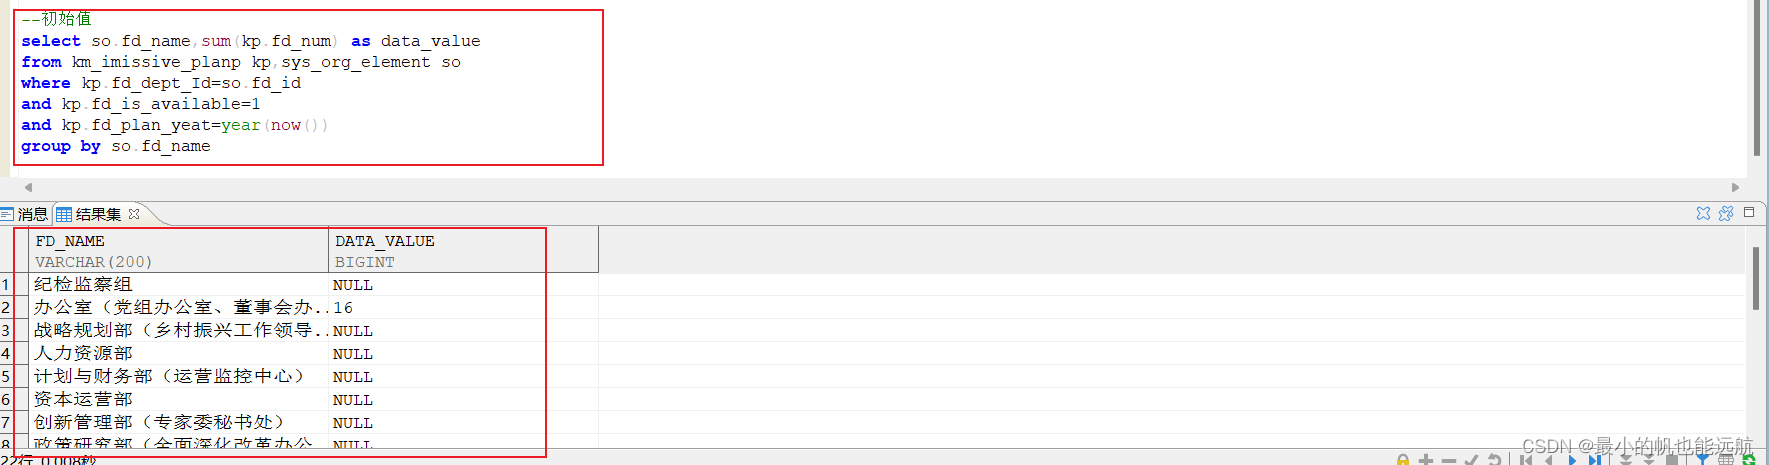 --初始值
select so.fd_name,sum(kp.fd_num) as data_value
from km_imissive_planp kp,sys_org_element so
where kp.fd_dept_Id=so.fd_id
and kp.fd_is_available=1
and kp.fd_plan_yeat=year(now())
group by so.fd_name
消息 结果集
FD_NAME DATA_VALUE
VARCHAR(200) BIGINT
1 纪检监察组 NULL
2 办公室（党组办公室、董事会办.. 16
3 战略规划部（乡村振兴工作领导.. NULL
4 人力资源部 NULL
5 计划与财务部（运营监控中心） NULL
6 资本运营部 NULL
7 创新管理部（专家委秘书处） NULL
8 政策研究部（全面深化改革办公 NULL
22行 0.008秒
CSDN @最小的帆也能远航